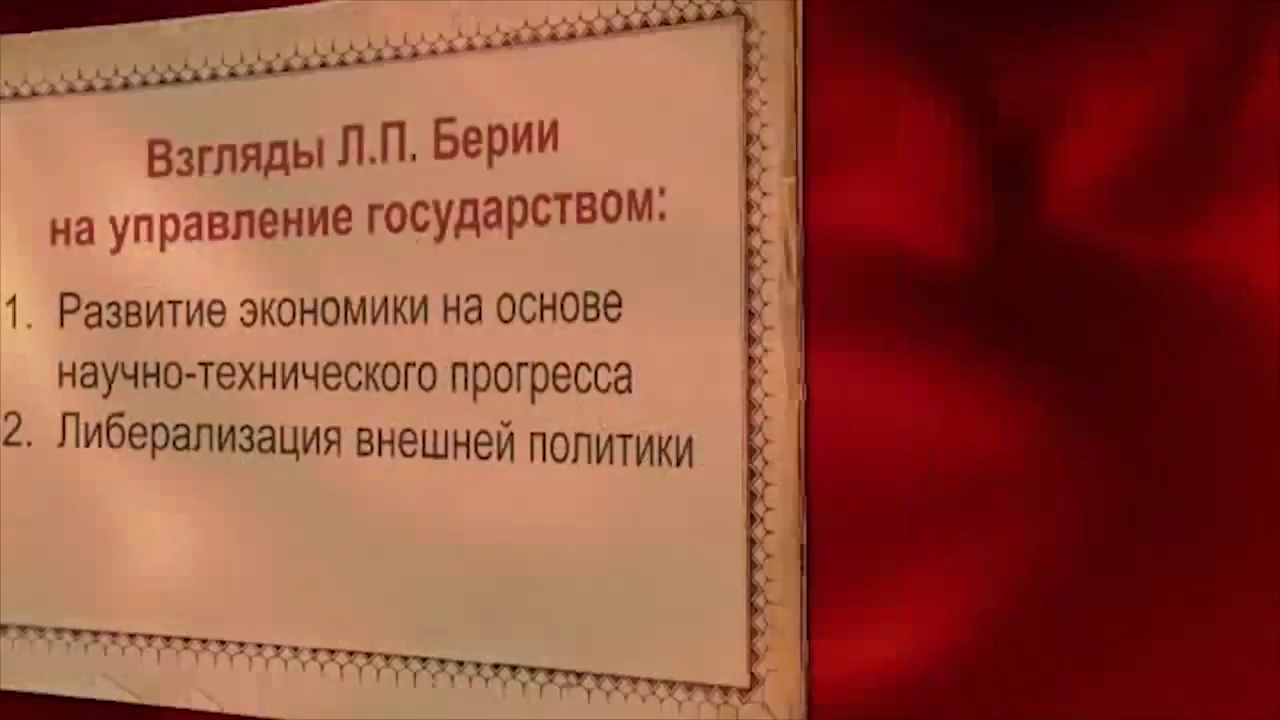 Взгляды Л.П. Берии
на управление государством:
1. Развитие экономики на основе
научно-технического прогресса
2. Либерализация внешней политики